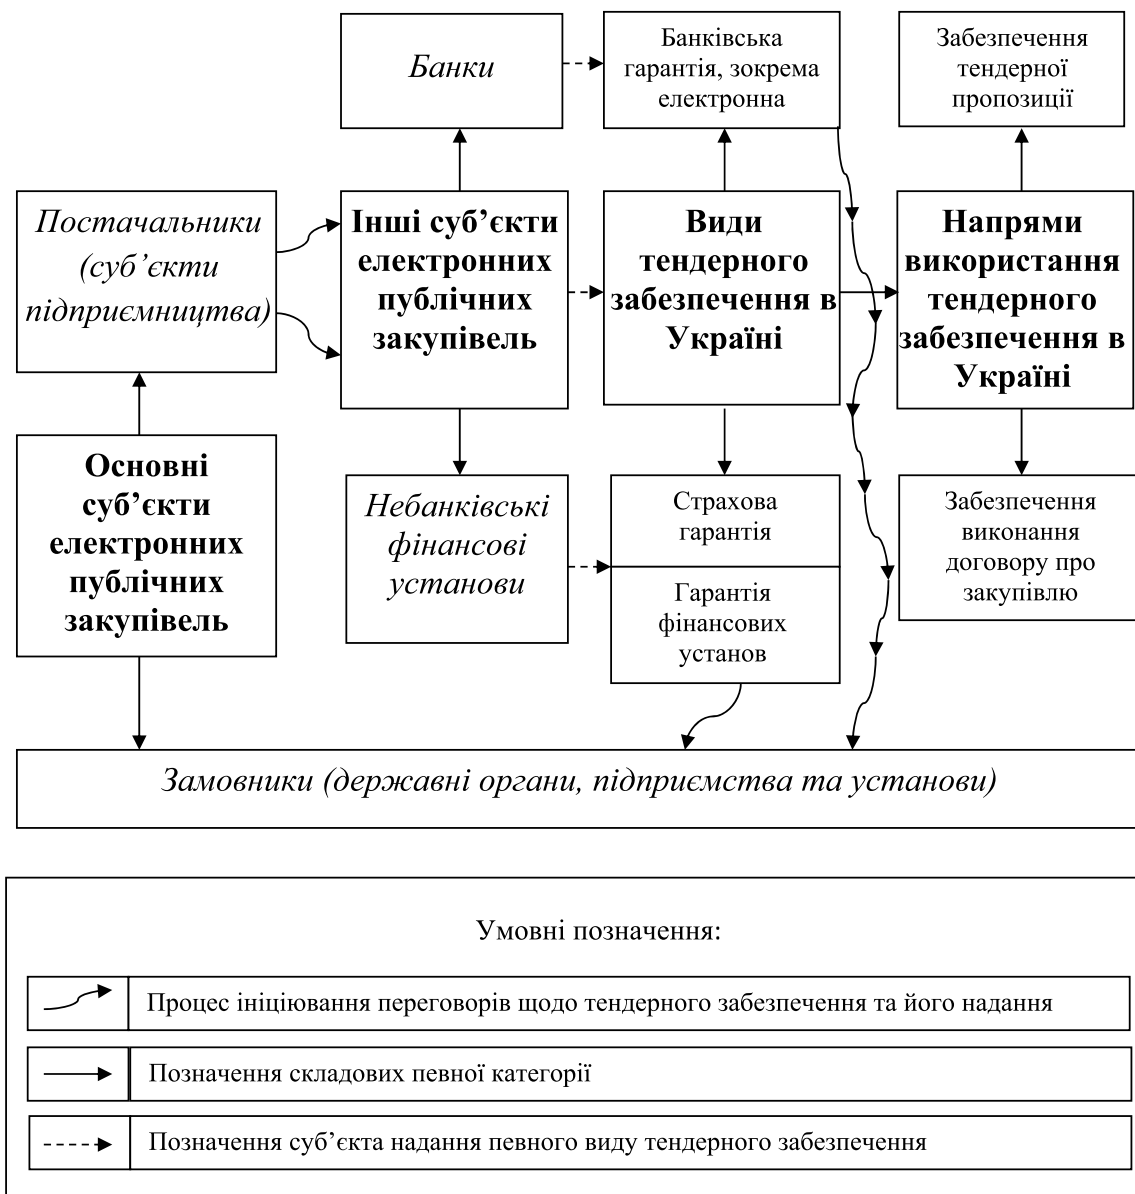 Банки
Банківська
гарантія, зокрема
електронна
Забезпечення
тендерної
пропозиції
Постачальники
(суб’єкти
підприємництва)
Інші суб’єкти
електронних
публічних
закупівель
Види
тендерного
забезпечення в
Україні
Напрями
використання
тендерного
забезпечення в
Україні
Основні
суб’єкти
електронних
публічних
закупівель
Небанківські
фінансові
установи
Страхова
гарантія
Гарантія
фінансових
установ
Забезпечення
виконання
договору про
закупівлю
Замовники (державні органи, підприємства та установи)
Умовні позначення:
Процес ініціювання переговорів щодо тендерного забезпечення та його надання
Позначення складових певної категорії
Позначення суб’єкта надання певного виду тендерного забезпечення